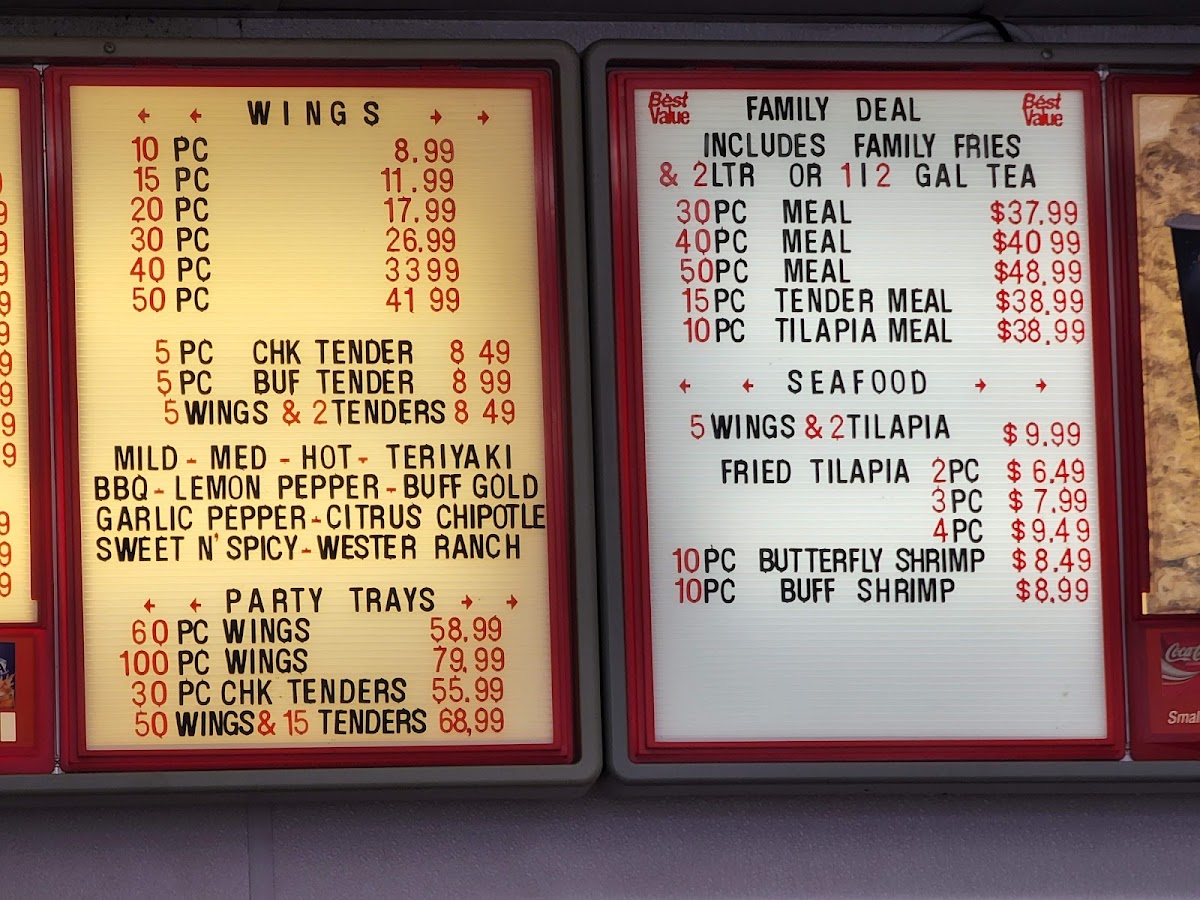 ← ← WINGS → →
10 PC 8.99
15 PC 11.99
20 PC 17.99
30 PC 26.99
40 PC 3399
50 PC 41 99
5 PC CHK TENDER 8 49
5 PC BUF TENDER 8 99
5 WINGS & 2 TENDERS 8 49
MILD - MED - HOT - TERIYAKI
BBQ - LEMON PEPPER - BUFF GOLD
GARLIC PEPPER - CITRUS CHIPOTLE
SWEET N' SPICY - WESTER RANCH
← ← PARTY TRAYS → →
60 PC WINGS 58.99
100 PC WINGS 79.99
30 PC CHK TENDERS 55.99
50 WINGS & 15 TENDERS 68,99
Best Value FAMILY DEAL Best Value
INCLUDES FAMILY FRIES
& 2LTR OR 1I2 GAL TEA
30PC MEAL $37.99
40PC MEAL $40 99
50PC MEAL $48.99
15PC TENDER MEAL $38.99
10PC TILAPIA MEAL $38.99
← ← SEAFOOD → →
5 WINGS & 2 TILAPIA $9.99
FRIED TILAPIA 2PC $6.49
3PC $7.99
4PC $9.49
10PC BUTTERFLY SHRIMP $8.49
10PC BUFF SHRIMP $8.99